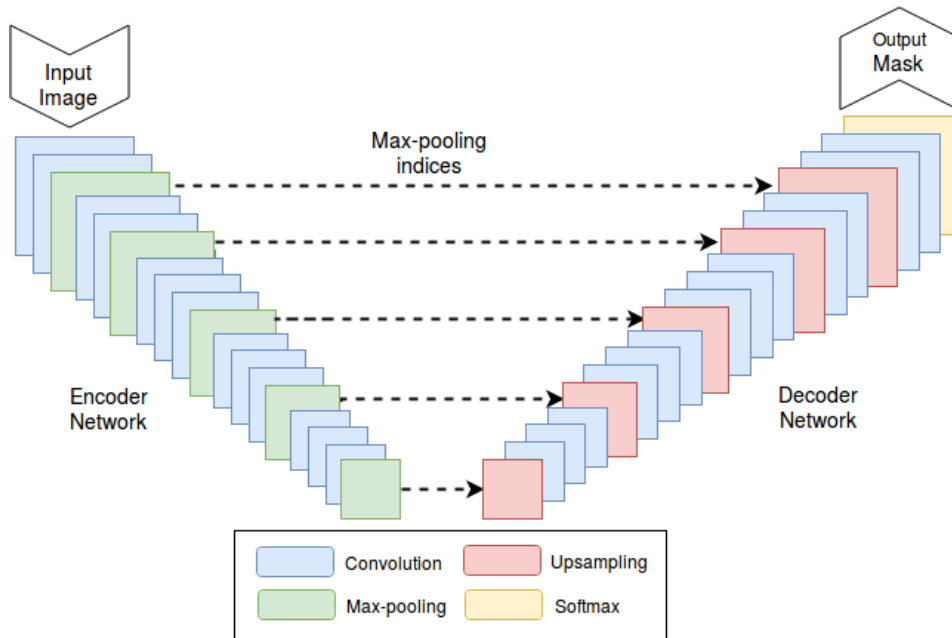 Input
Image
Output
Mask
Max-pooling
indices
Encoder
Network
Decoder
Network
Convolution
Upsampling
Max-pooling
Softmax